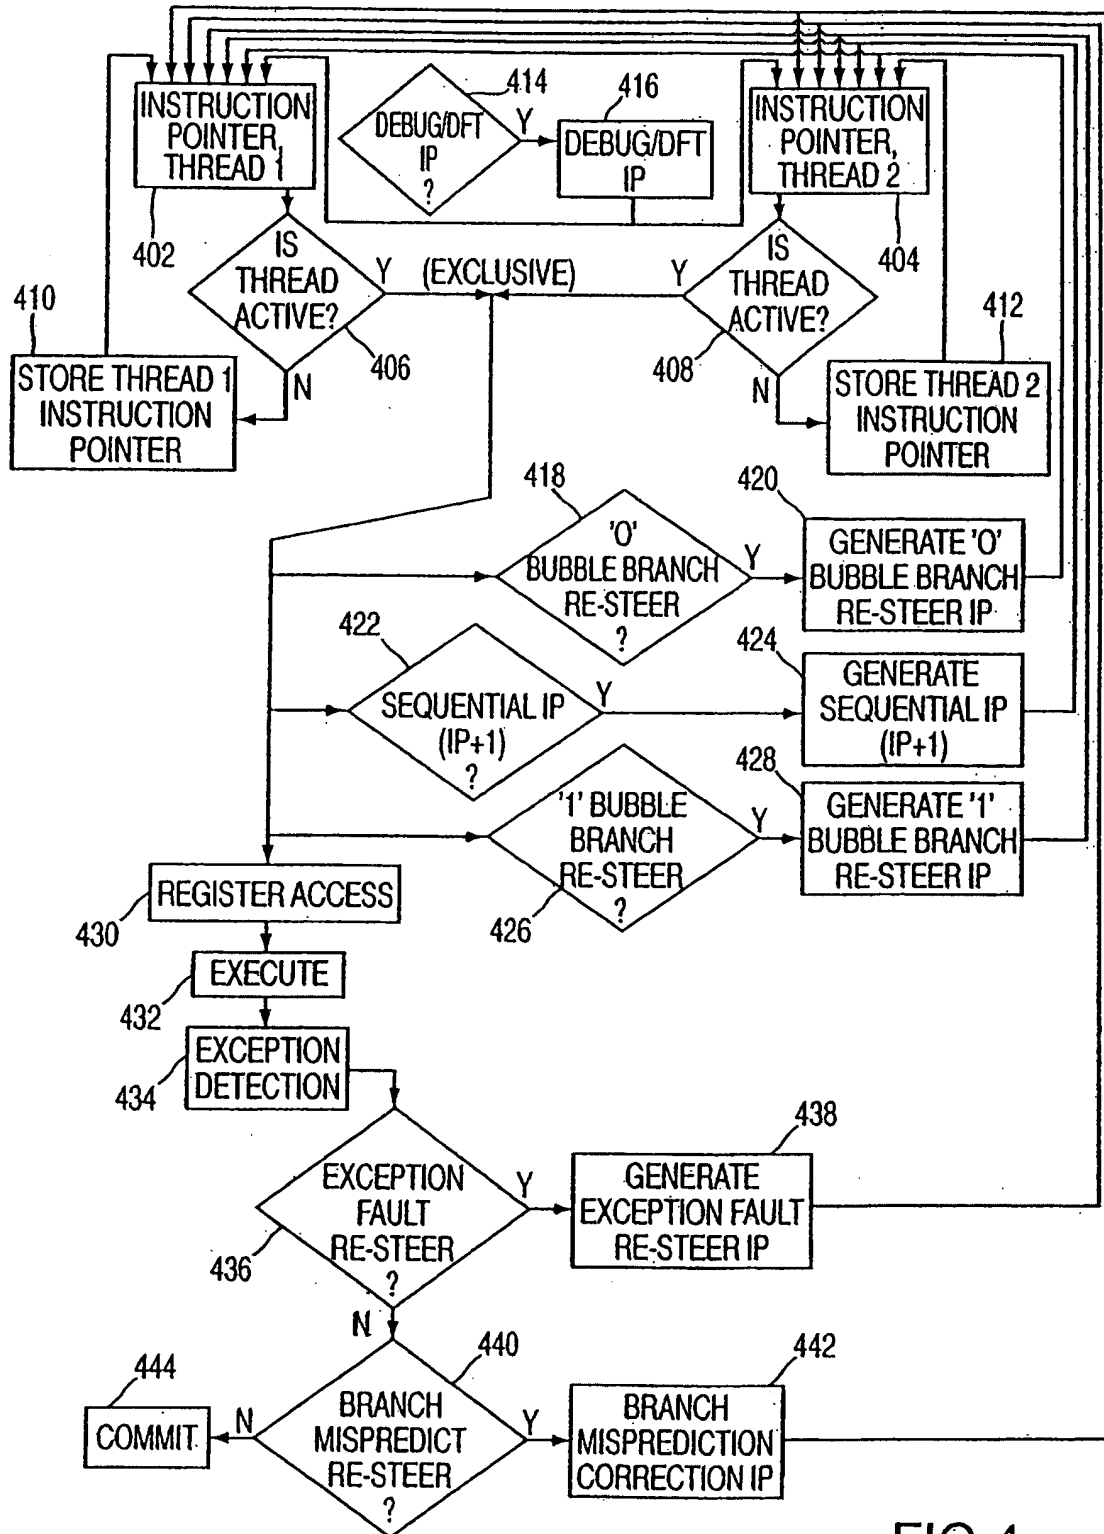 414
416
INSTRUCTION
POINTER,
THREAD 1
DEBUG/DFT
IP
?
Y
DEBUG/DFT
IP
INSTRUCTION
POINTER,
THREAD 2
402
404
IS
THREAD
ACTIVE?
Y
(EXCLUSIVE)
Y
IS
THREAD
ACTIVE?
410
406
408
412
N
N
STORE THREAD 1
INSTRUCTION
POINTER
STORE THREAD 2
INSTRUCTION
POINTER
418
420
'0'
BUBBLE BRANCH
RE-STEER
?
Y
GENERATE '0'
BUBBLE BRANCH
RE-STEER IP
422
424
SEQUENTIAL IP
(IP+1)
?
Y
GENERATE
SEQUENTIAL IP
(IP+1)
428
'1' BUBBLE
BRANCH
RE-STEER
?
Y
GENERATE '1'
BUBBLE BRANCH
RE-STEER IP
426
REGISTER ACCESS
430
EXECUTE
432
EXCEPTION
DETECTION
434
438
EXCEPTION
FAULT
RE-STEER
?
Y
GENERATE
EXCEPTION FAULT
RE-STEER IP
436
N
440
442
444
BRANCH
MISPREDICT
RE-STEER
?
N
COMMIT
Y
BRANCH
MISPREDICTION
CORRECTION IP